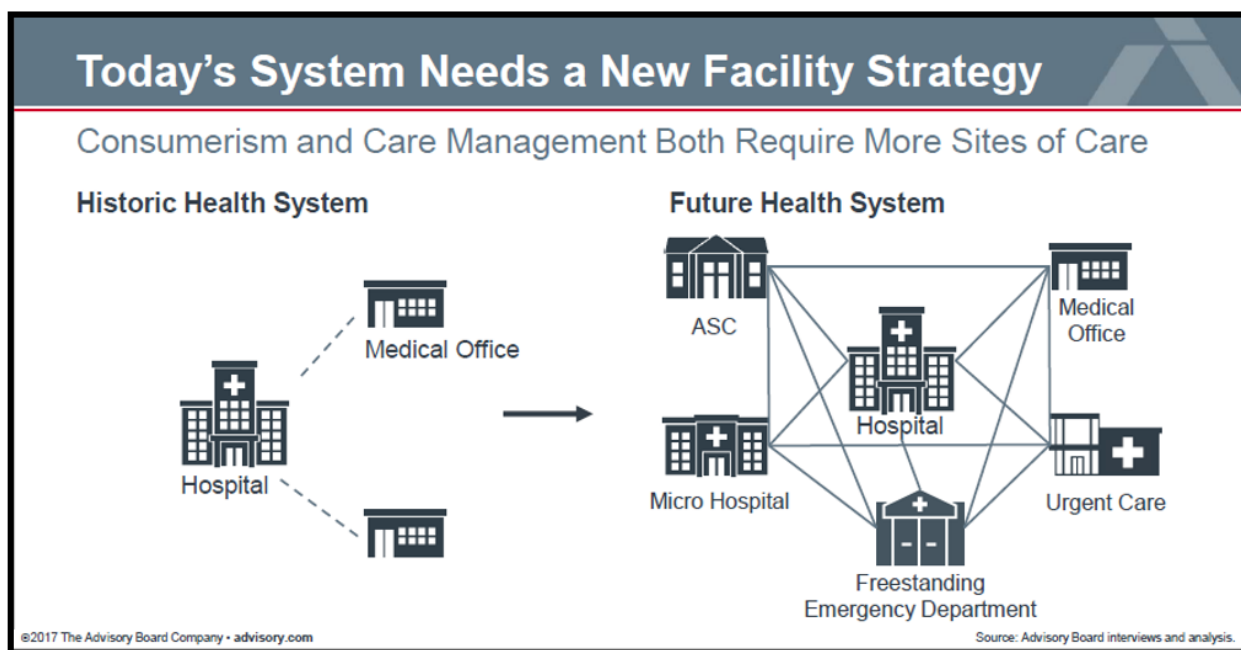 Today's System Needs a New Facility Strategy
Consumerism and Care Management Both Require More Sites of Care
Historic Health System
Medical Office
Hospital
Future Health System
ASC
Medical
Office
Hospital
Micro Hospital
Urgent Care
Freestanding
Emergency Department
©2017 The Advisory Board Company • advisory.com
Source: Advisory Board interviews and analysis.